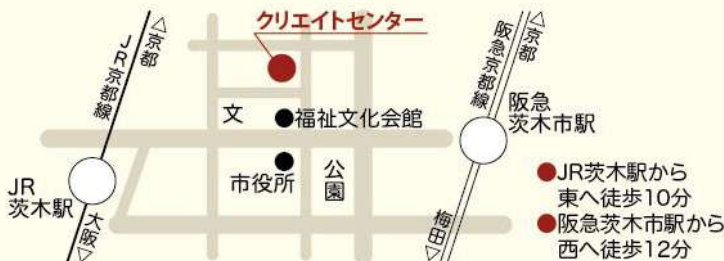 クリエイトセンター
△京都
JR京都線
△京都
阪急京都線
文
福祉文化会館
阪急
茨木市駅
市役所
公園
JR
茨木駅
大阪▽
梅田▽
●JR茨木駅から
東へ徒歩10分
●阪急茨木市駅から
西へ徒歩12分